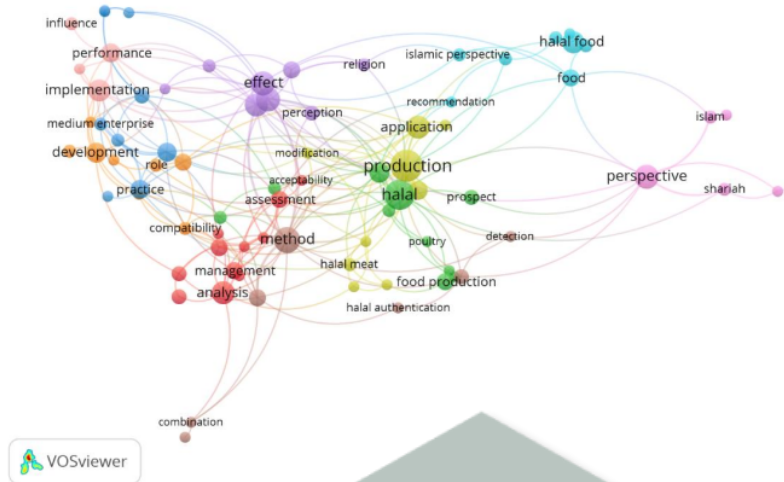 influence
performance
halal food
effect
islamic perspective
religion
food
implementation
recommendation
perception
islam
medium enterprise
application
development
modification
role
production
perspective
acceptability
practice
halal
shariah
assessment
prospect
compatibility
method
detection
poultry
halal meat
management
food production
analysis
halal authentication
combination
VOSviewer